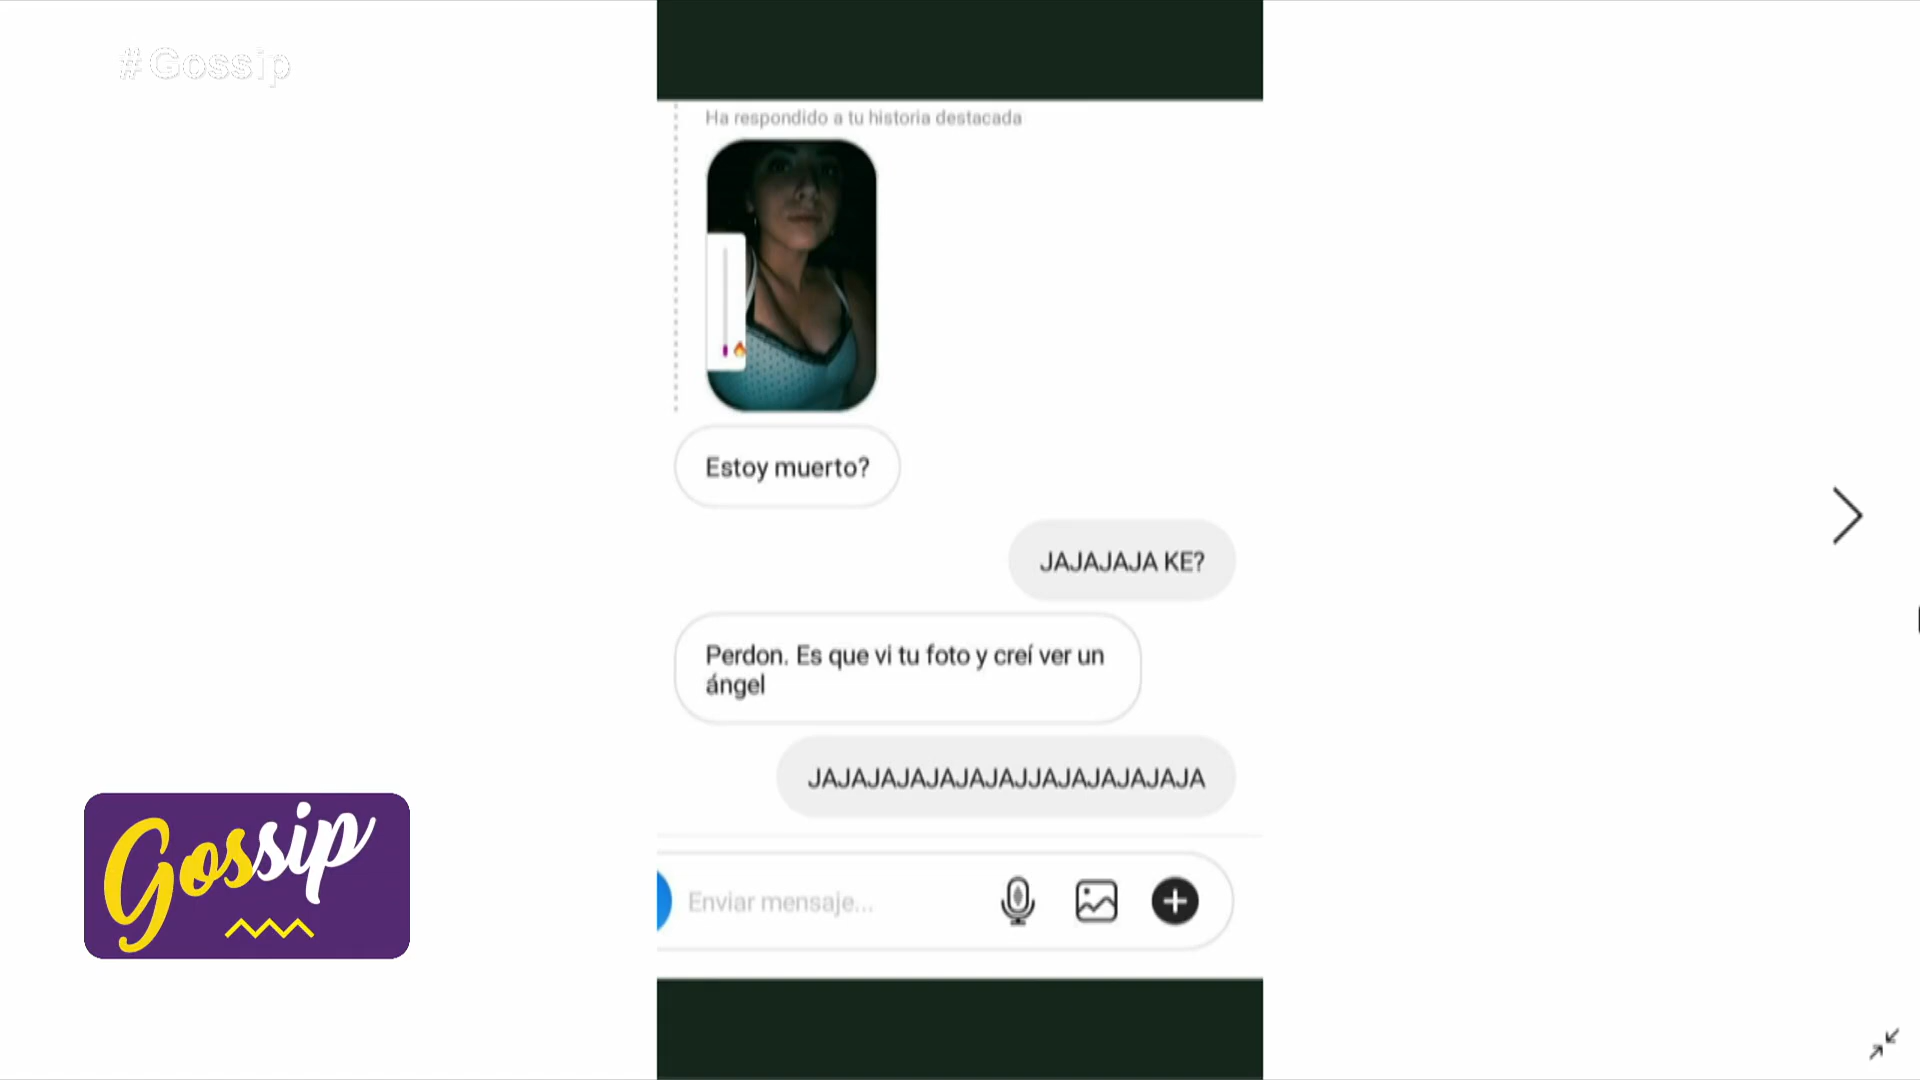 #Gossip
Ha respondido a tu historia destacada
Estoy muerto?
JAJAJAJA KE?
Perdon. Es que vi tu foto y creí ver un
ángel
JAJAJAJAJAJAJAJJAJAJAJAJAJA
Gossip
Enviar mensaje...